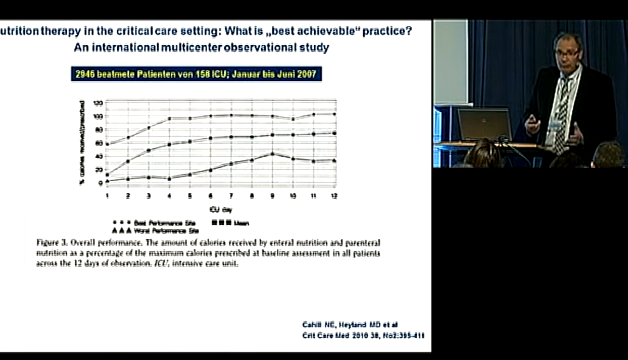 utrition therapy in the critical care setting: What is „best achievable“ practice?
An international multicenter observational study
2946 beatmete Patienten von 158 ICU; Januar bis Juni 2007
% calories received/prescribed
120
100
80
60
40
20
0
1 2 3 4 5 6 7 8 9 10 11 12
ICU day
Best Performance Site Mean
Worst Performance Site
Figure 3. Overall performance. The amount of calories received by enteral nutrition and parenteral
nutrition as a percentage of the maximum calories prescribed at baseline assessment in all patients
across the 12 days of observation. ICU, intensive care unit.
Cahill NE, Heyland MD et al
Crit Care Med 2010 38, No2:395-411